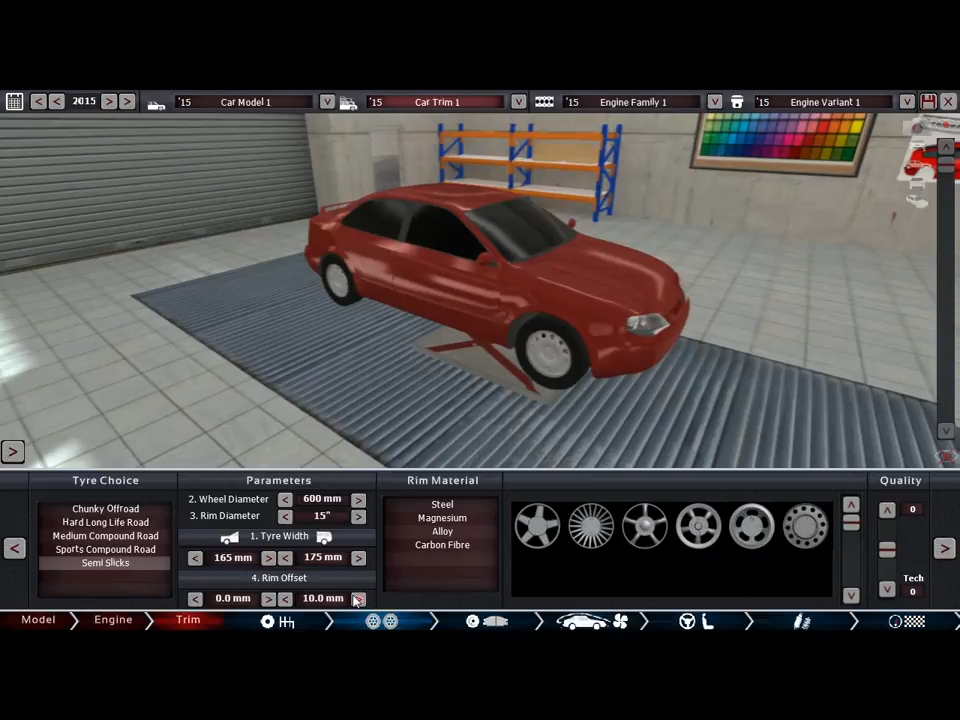 2015 '15 Car Model 1 '15 Car Trim 1 '15 Engine Family 1 '15 Engine Variant 1
Tyre Choice
Chunky Offroad
Hard Long Life Road
Medium Compound Road
Sports Compound Road
Semi Slicks
Parameters
2. Wheel Diameter 600 mm
3. Rim Diameter 15"
1. Tyre Width
165 mm 175 mm
4. Rim Offset
0.0 mm 10.0 mm
Rim Material
Steel
Magnesium
Alloy
Carbon Fibre
Quality
0
Tech
0
Model Engine Trim